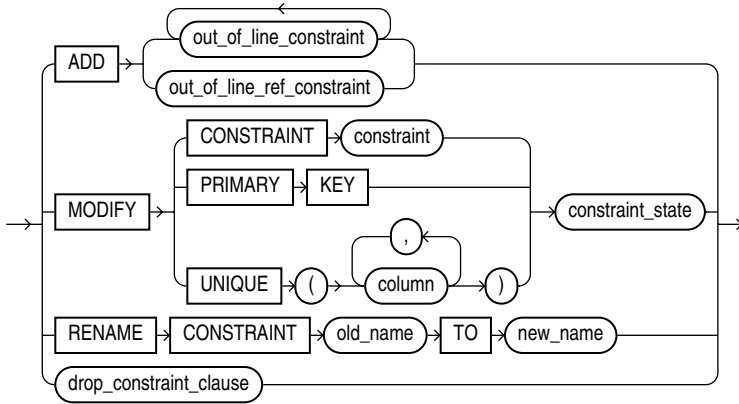 out_of_line_constraint
ADD
out_of_line_ref_constraint
CONSTRAINT constraint
PRIMARY KEY
MODIFY constraint_state
,
UNIQUE ( column )
RENAME CONSTRAINT old_name TO new_name
drop_constraint_clause